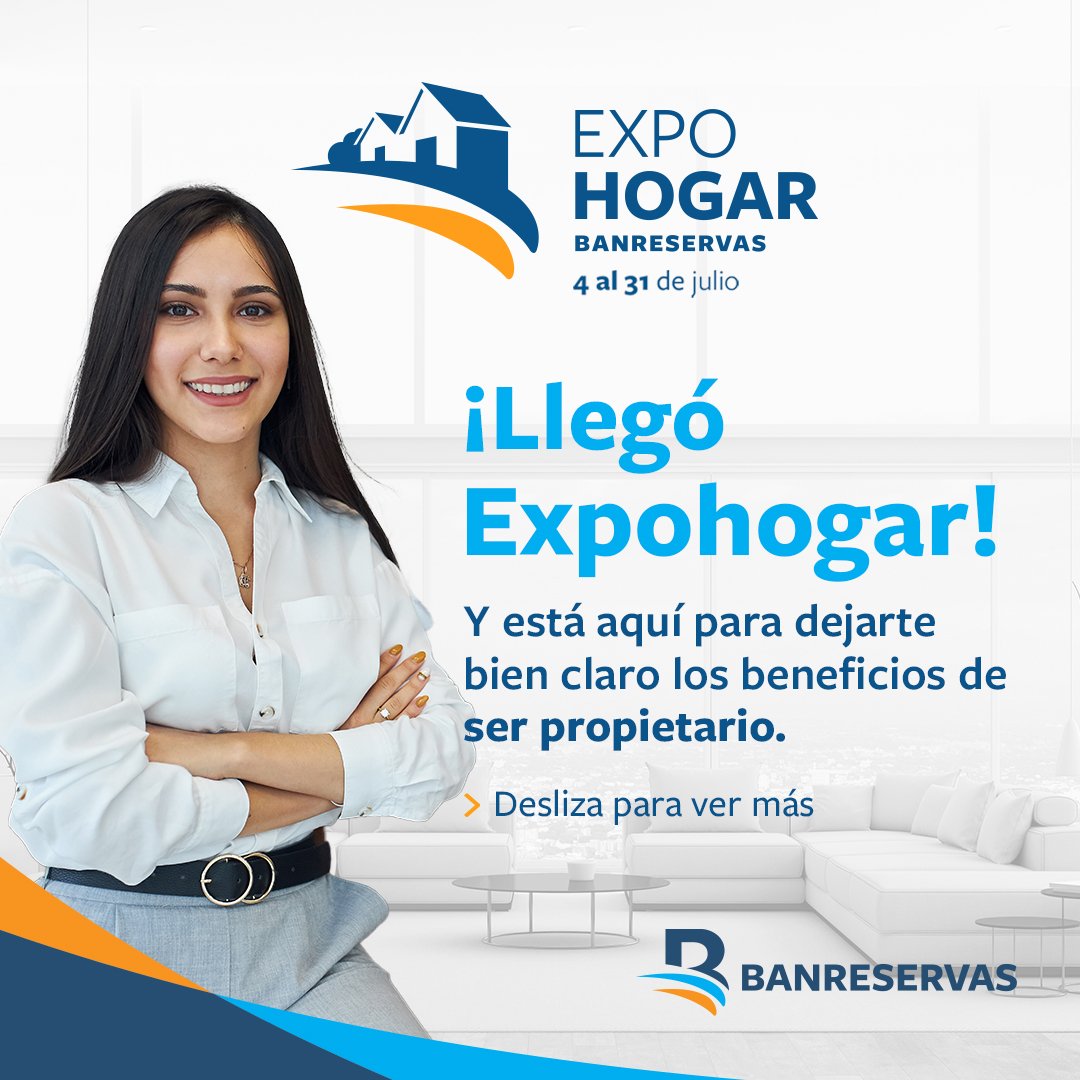 EXPO
HOGAR
BANRESERVAS
4 al 31 de julio
¡Llegó
Expohogar!
Y está aquí para dejarte
bien claro los beneficios de
ser propietario.
> Desliza para ver más
B BANRESERVAS